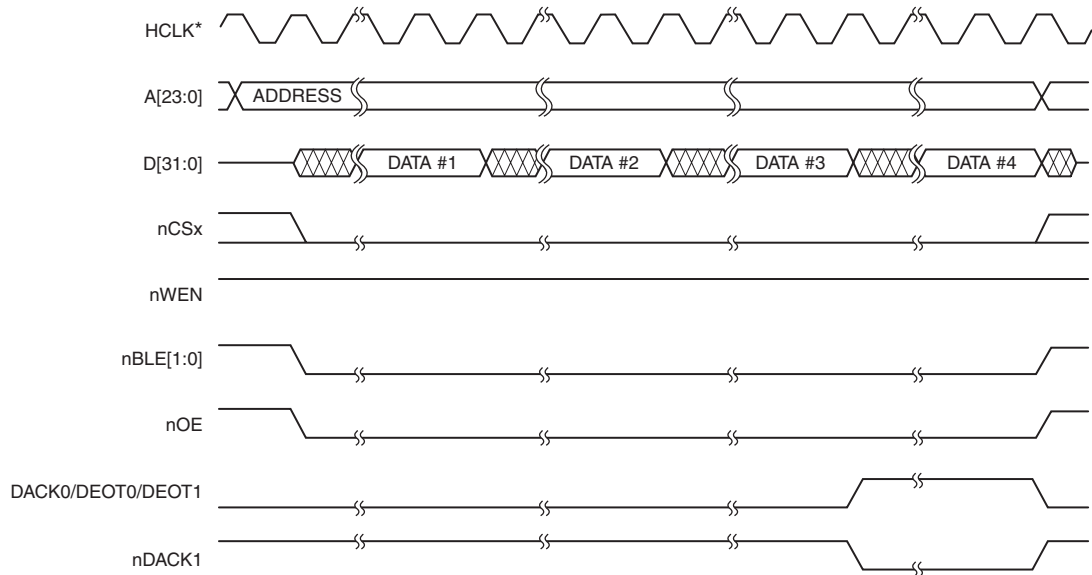 HCLK*
A[23:0]
ADDRESS
D[31:0]
DATA #1 DATA #2 DATA #3 DATA #4
nCSx
nWEN
nBLE[1:0]
nOE
DACK0/DEOT0/DEOT1
nDACK1